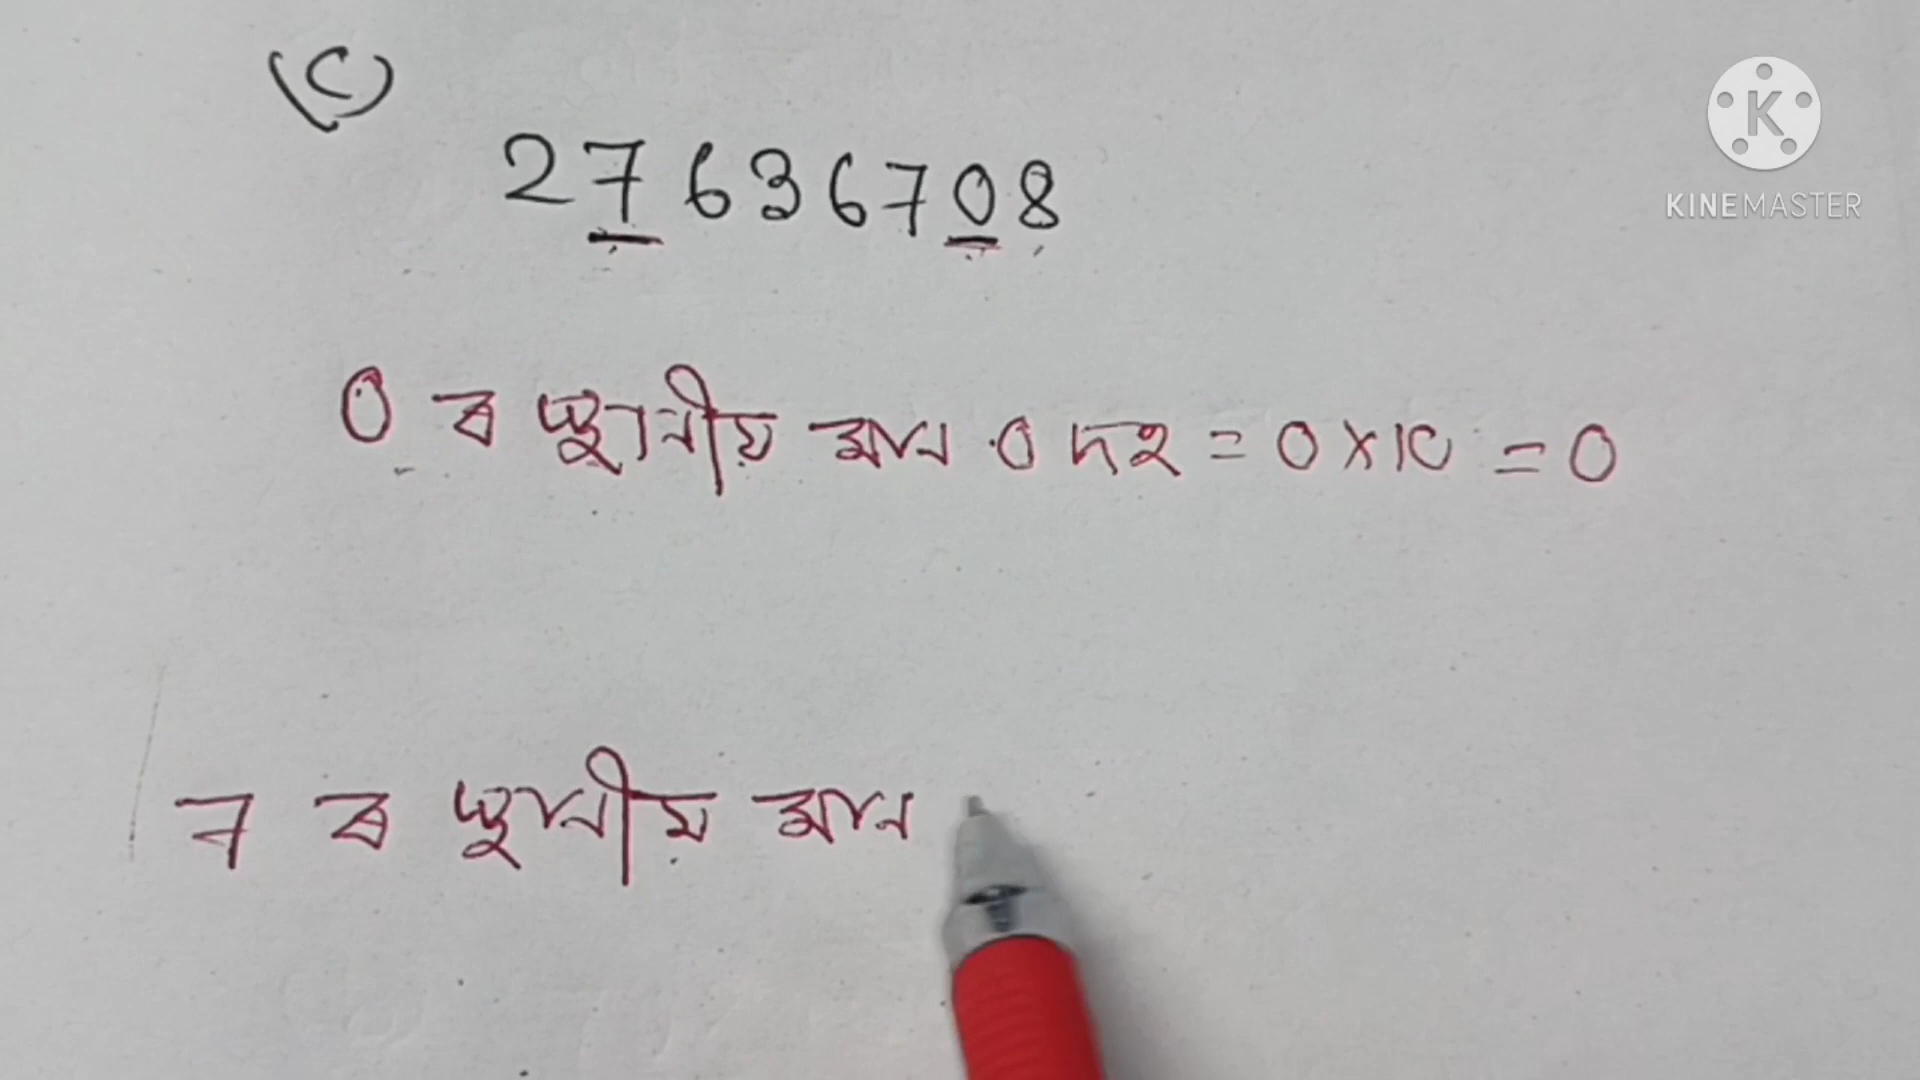 (C)
27636708
KINEMASTER
0 ৰ স্থানীয় মান 0 দহ = 0 x 10 = 0
7 ৰ স্থানীয় মান